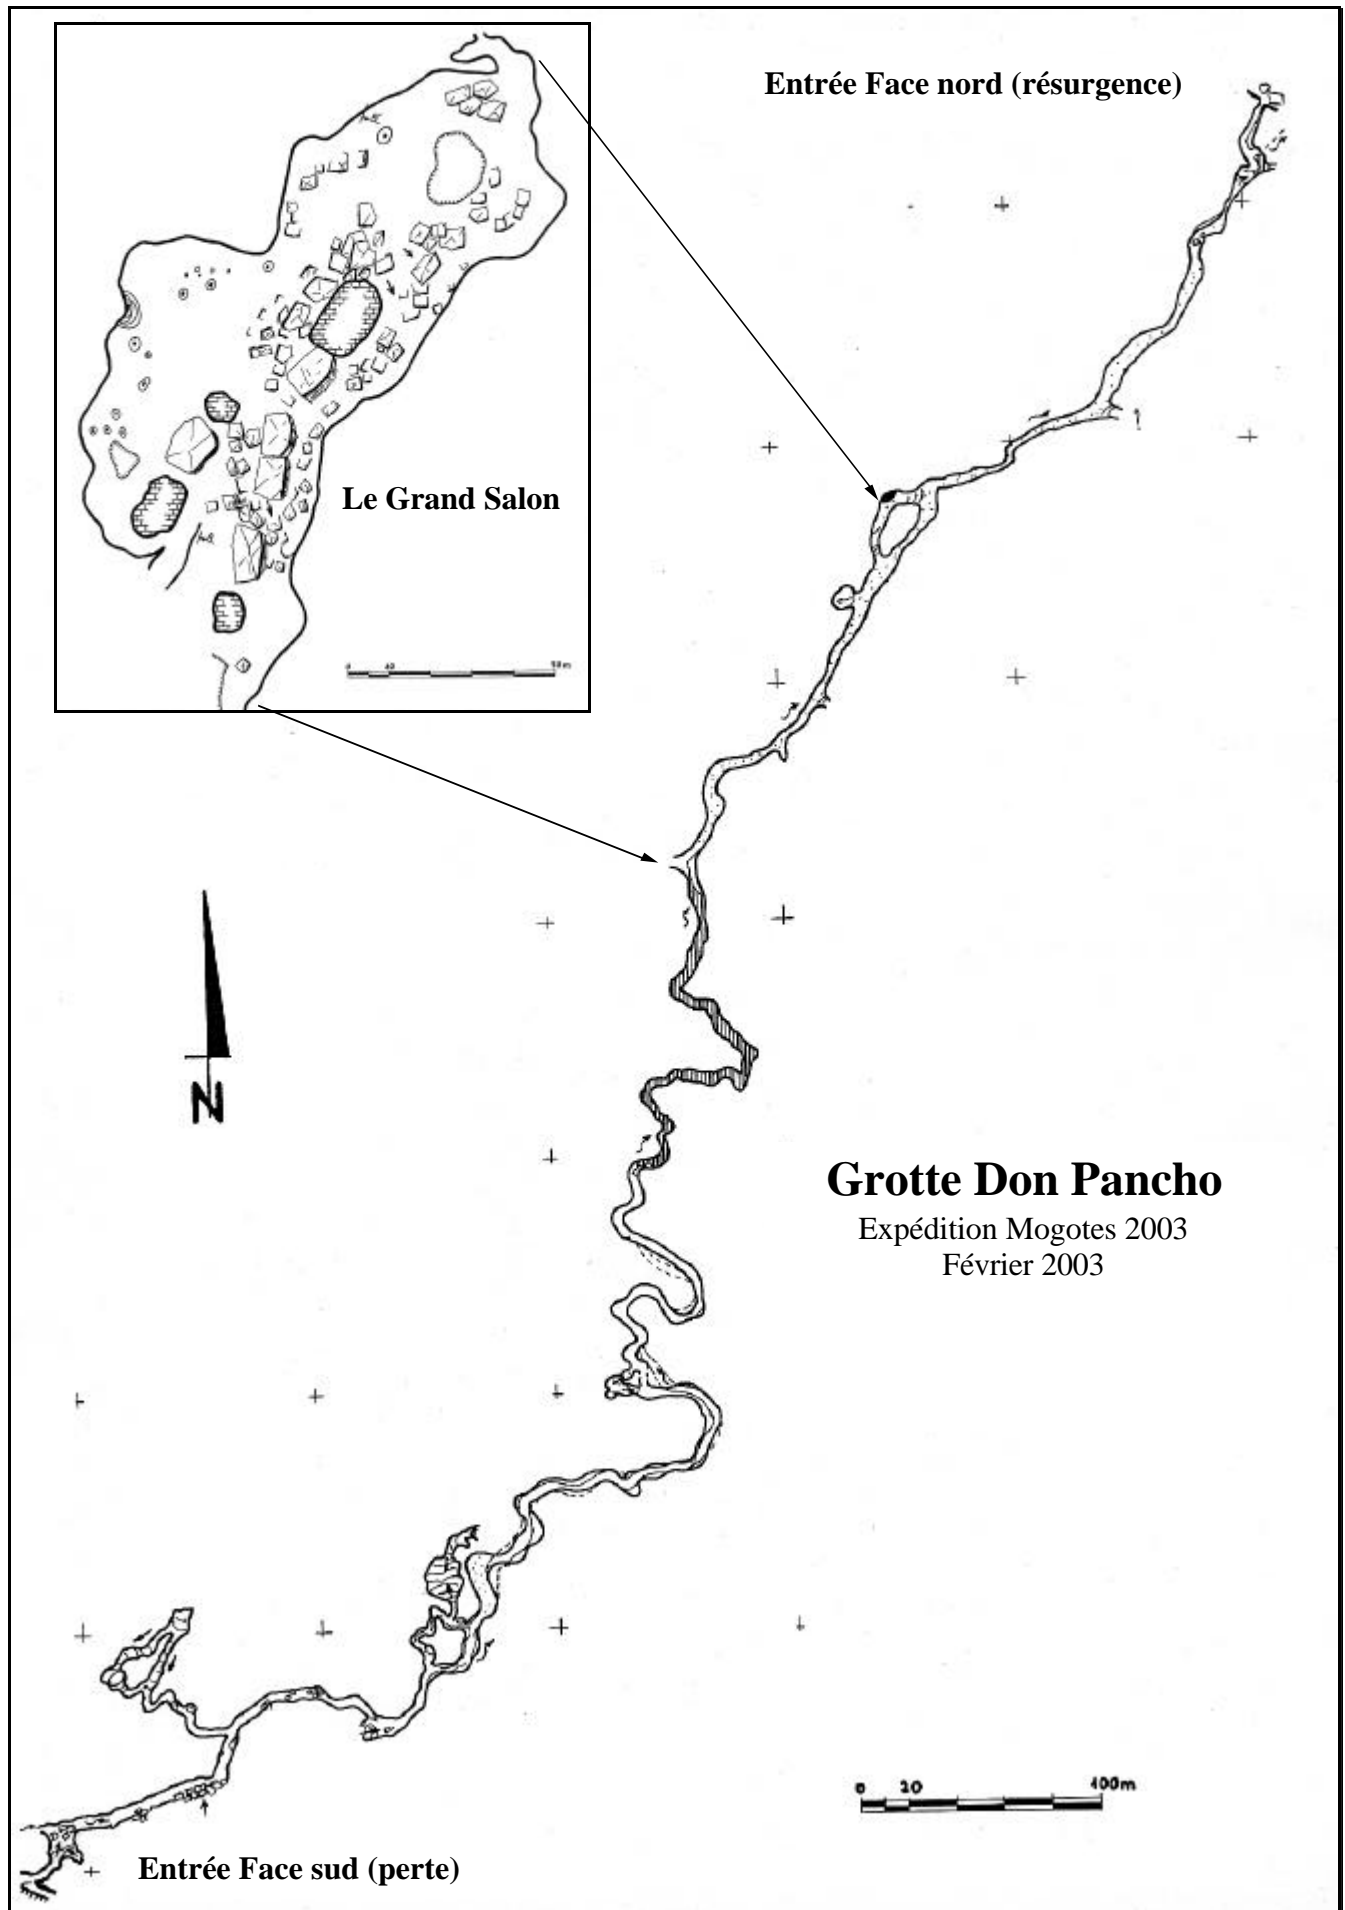 Entrée Face nord (résurgence)
Le Grand Salon
N
Grotte Don Pancho
Expédition Mogotes 2003
Février 2003
0 20 100m
Entrée Face sud (perte)